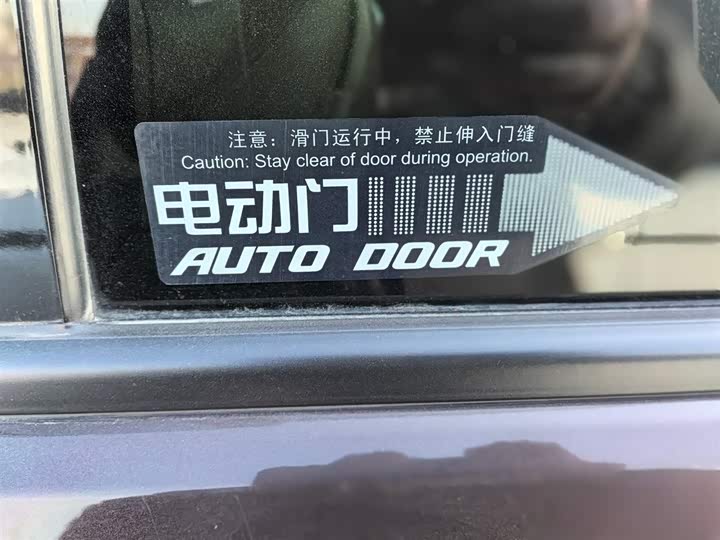 注意：滑门运行中，禁止伸入门缝
Caution: Stay clear of door during operation.
电动门
AUTO DOOR